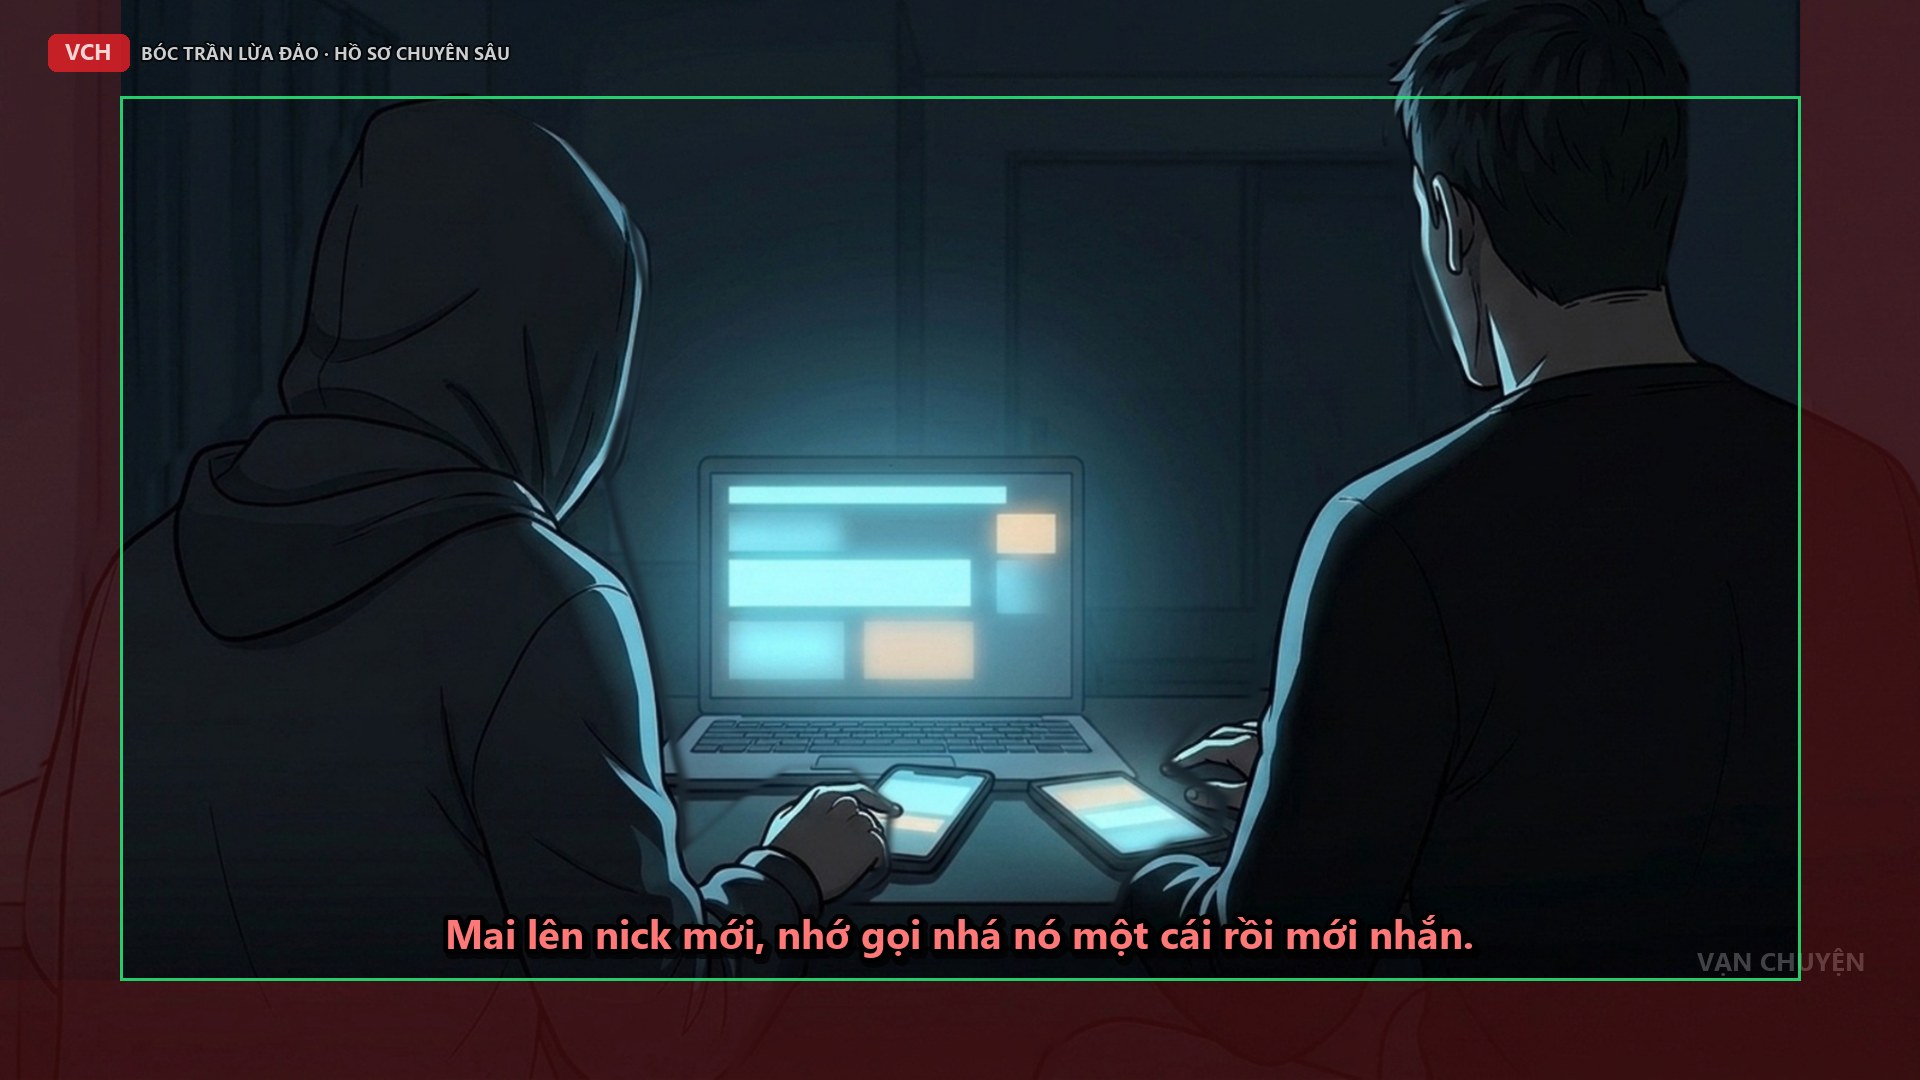 VCH BÓC TRẦN LỪA ĐẢO · HỒ SƠ CHUYÊN SÂU
Mai lên nick mới, nhớ gọi nhá nó một cái rồi mới nhắn.
VẠN CHUYỆN